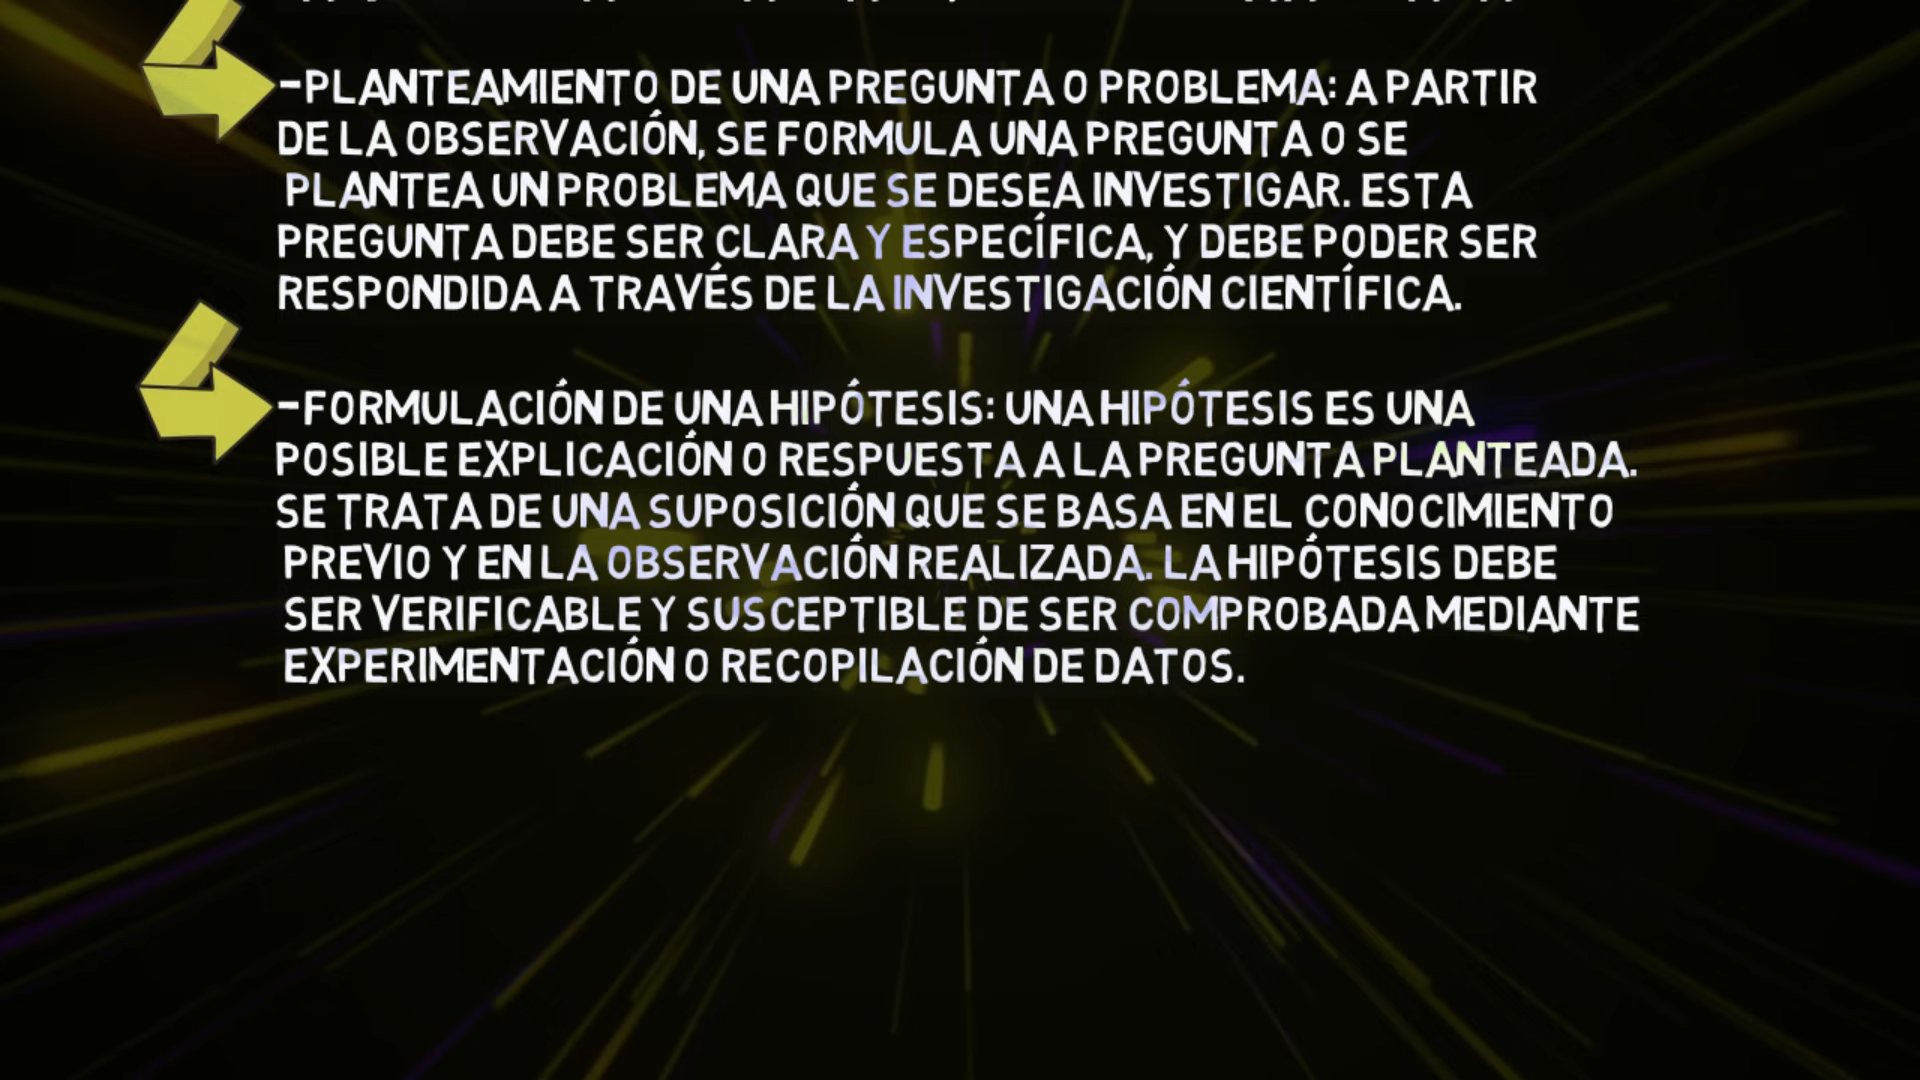 -PLANTEAMIENTO DE UNA PREGUNTA O PROBLEMA: A PARTIR
DE LA OBSERVACIÓN, SE FORMULA UNA PREGUNTA O SE
PLANTEA UN PROBLEMA QUE SE DESEA INVESTIGAR. ESTA
PREGUNTA DEBE SER CLARA Y ESPECÍFICA, Y DEBE PODER SER
RESPONDIDA A TRAVÉS DE LA INVESTIGACIÓN CIENTÍFICA.
-FORMULACIÓN DE UNA HIPÓTESIS: UNA HIPÓTESIS ES UNA
POSIBLE EXPLICACIÓN O RESPUESTA A LA PREGUNTA PLANTEADA.
SE TRATA DE UNA SUPOSICIÓN QUE SE BASA EN EL CONOCIMIENTO
PREVIO Y EN LA OBSERVACIÓN REALIZADA. LA HIPÓTESIS DEBE
SER VERIFICABLE Y SUSCEPTIBLE DE SER COMPROBADA MEDIANTE
EXPERIMENTACIÓN O RECOPILACIÓN DE DATOS.